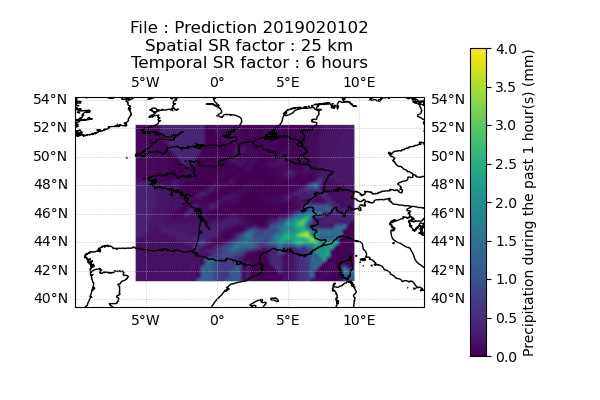 File : Prediction 2019020102
Spatial SR factor : 25 km
Temporal SR factor : 6 hours
5°W 0° 5°E 10°E
54°N 54°N
52°N 52°N
50°N 50°N
48°N 48°N
46°N 46°N
44°N 44°N
42°N 42°N
40°N 40°N
5°W 0° 5°E 10°E
4.0
3.5
3.0
2.5
2.0
1.5
1.0
0.5
0.0
Precipitation during the past 1 hour(s) (mm)